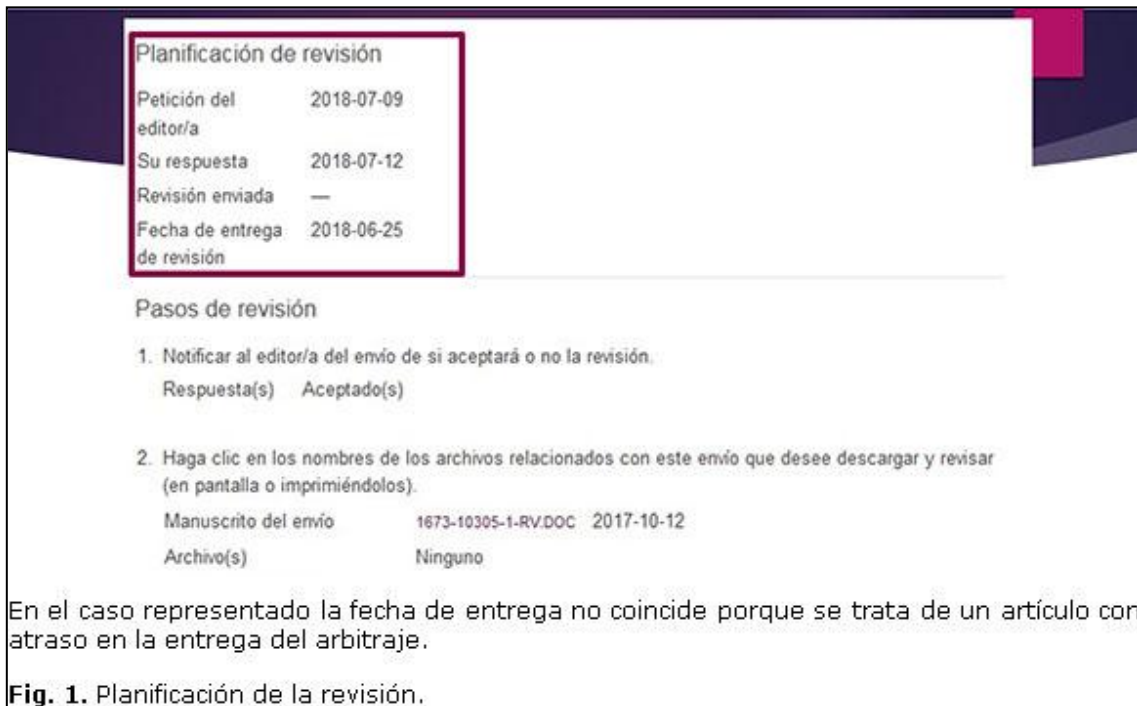 Planificación de revisión
Petición del 2018-07-09
editor/a
Su respuesta 2018-07-12
Revisión enviada —
Fecha de entrega 2018-06-25
de revisión
Pasos de revisión
1. Notificar al editor/a del envío de si aceptará o no la revisión.
Respuesta(s) Aceptado(s)
2. Haga clic en los nombres de los archivos relacionados con este envío que desee descargar y revisar
(en pantalla o imprimiéndolos).
Manuscrito del envío 1673-10305-1-RV.DOC 2017-10-12
Archivo(s) Ninguno
En el caso representado la fecha de entrega no coincide porque se trata de un artículo con
atraso en la entrega del arbitraje.
Fig. 1. Planificación de la revisión.